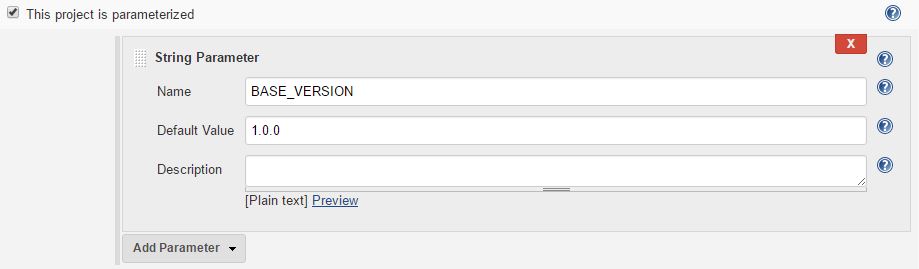 This project is parameterized
X
String Parameter
Name BASE_VERSION
Default Value 1.0.0
Description
[Plain text] Preview
Add Parameter